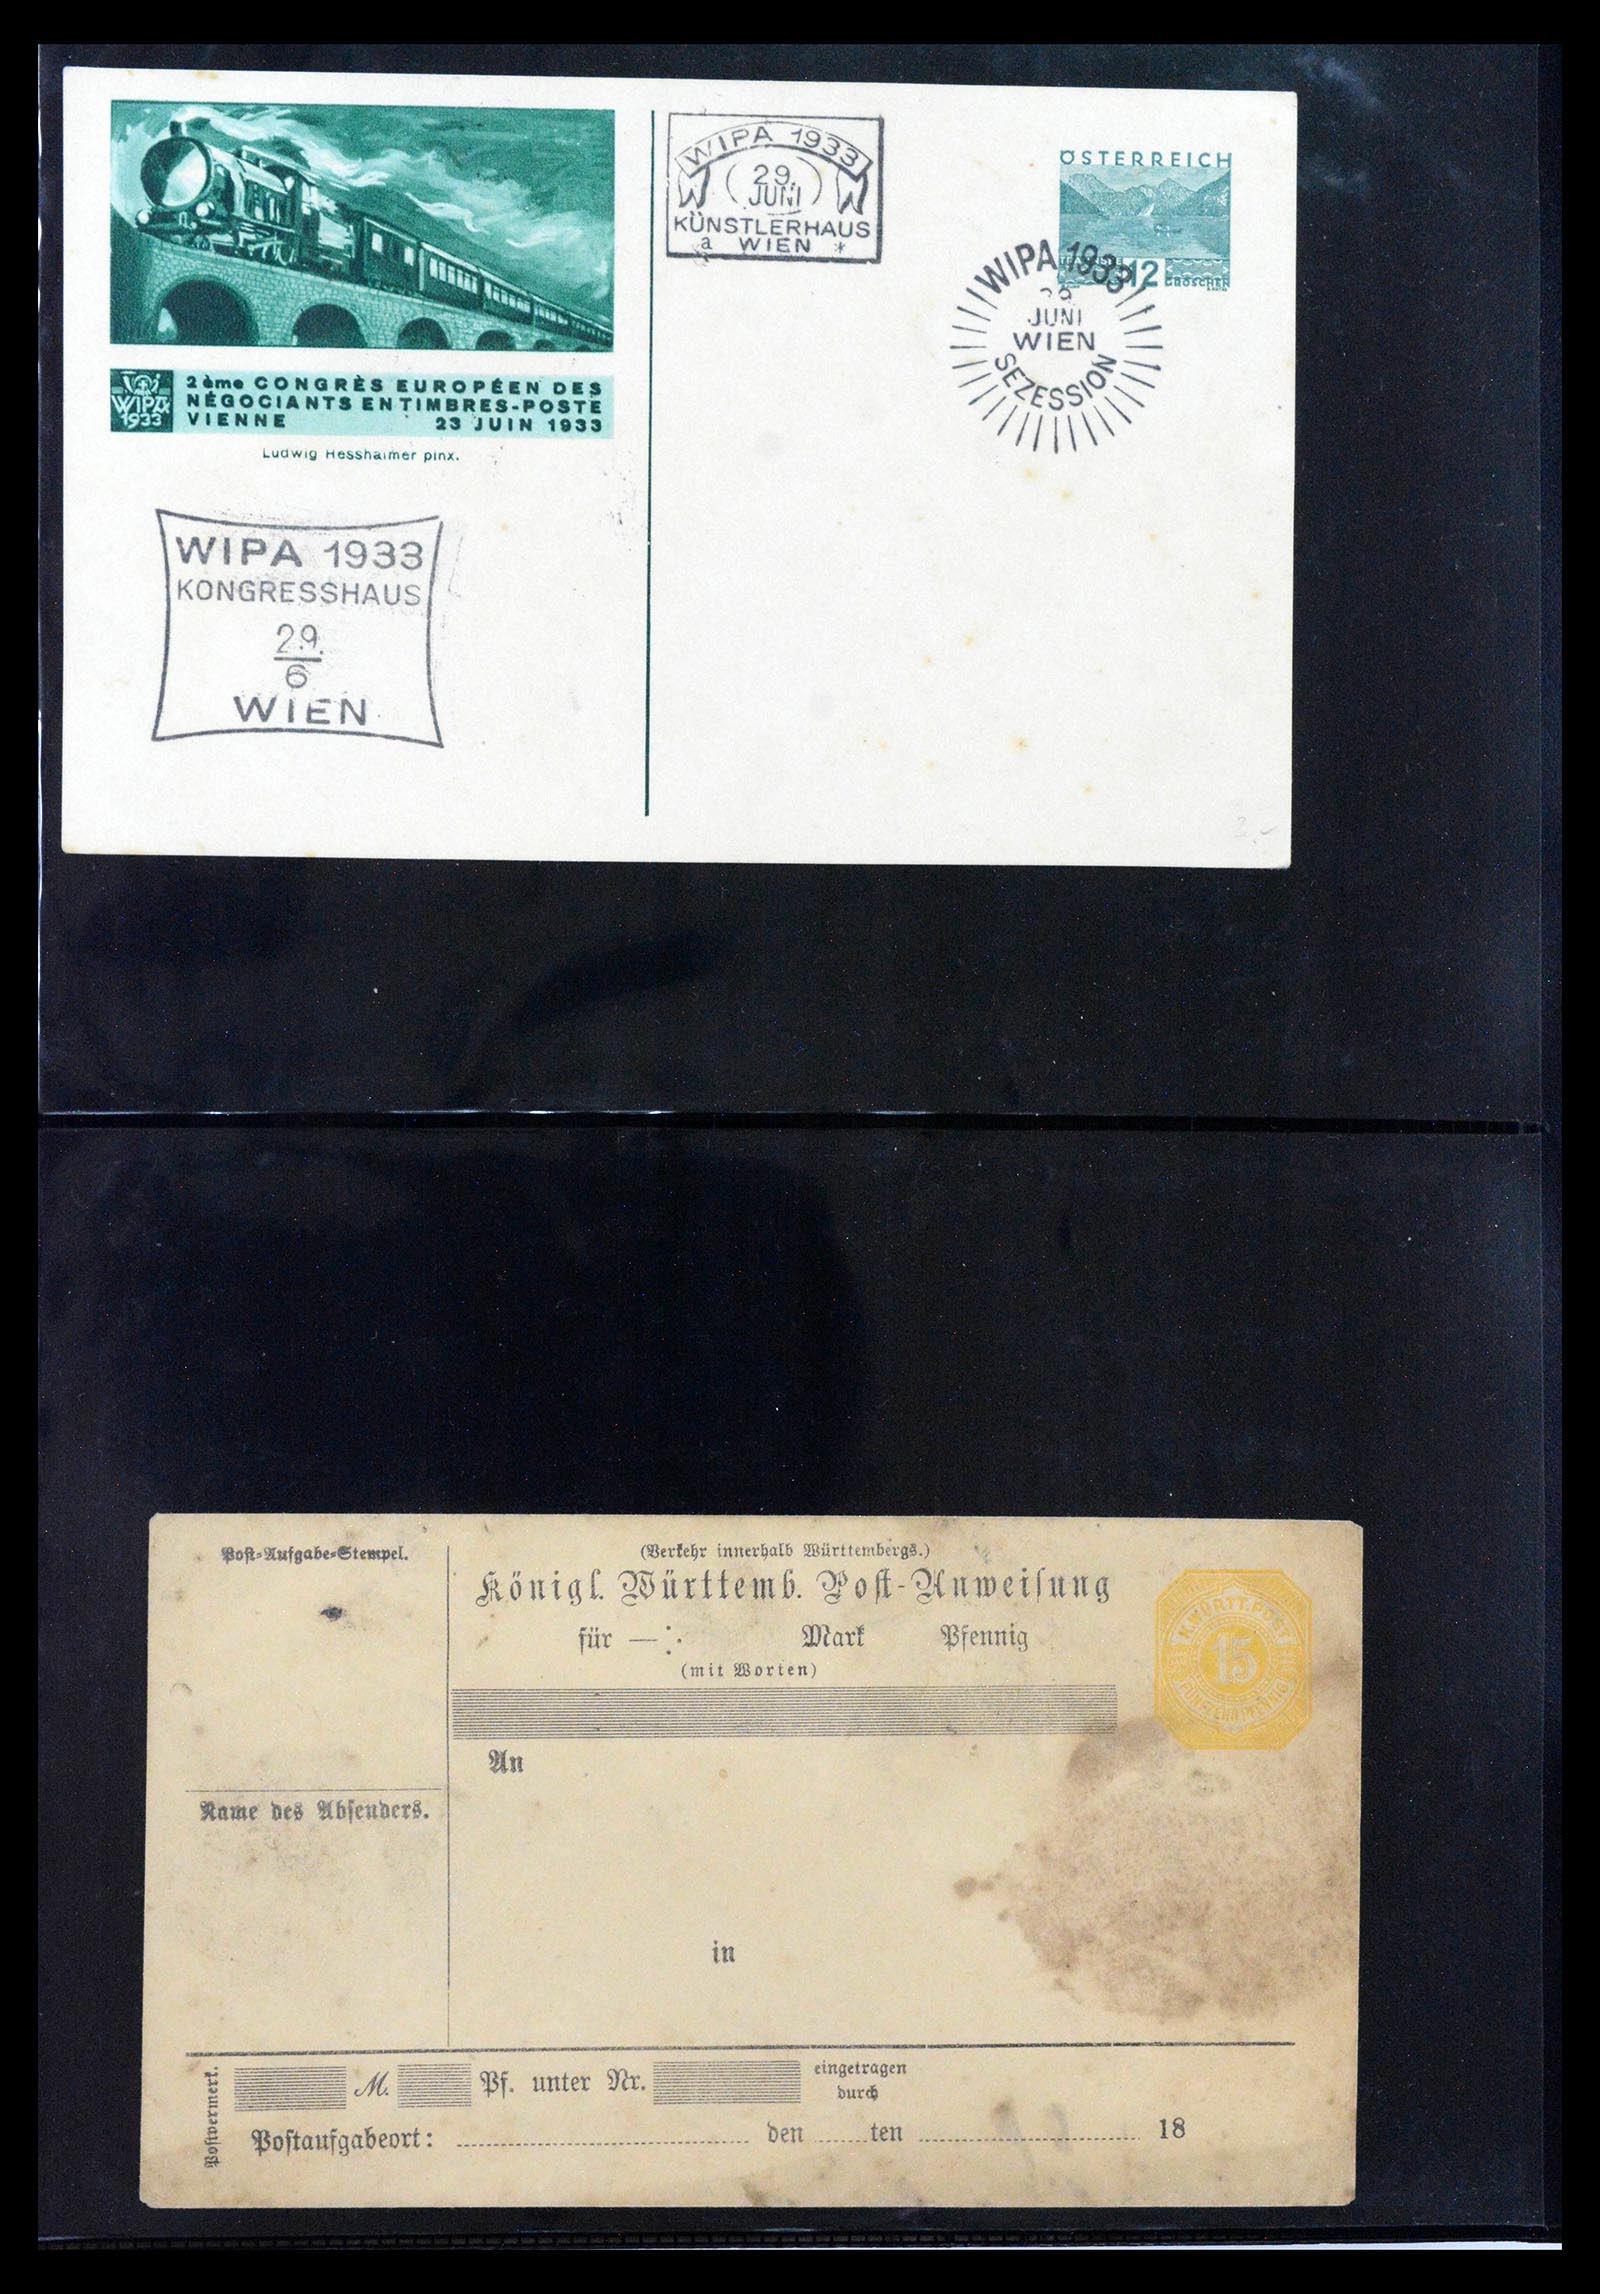 WIPA
1933
2ème CONGRÈS EUROPÉEN DES
NÉGOCIANTS EN TIMBRES-POSTE
VIENNE 23 JUIN 1933
Ludwig Hesshaimer pinx.
WIPA 1933
KONGRESSHAUS
29.
6
WIEN
WIPA 1933
29.
JUNI
KÜNSTLERHAUS
a WIEN *
ÖSTERREICH
12 GROSCHEN
WIPA 1933
JUNI
WIEN
SEZESSION
Post-Aufgabe-Stempel.
Name des Absenders.
(Verkehr innerhalb Württembergs.)
Königl. Württemb. Post-Anweisung
für — Mark Pfennig
(mit Worten)
An
in
K.WÜRTT.POST
15
FÜNFZEHN PFENNIG
Postvermerk.
M. Pf. unter Nr. eingetragen
durch
Postaufgabeort: den ten 18